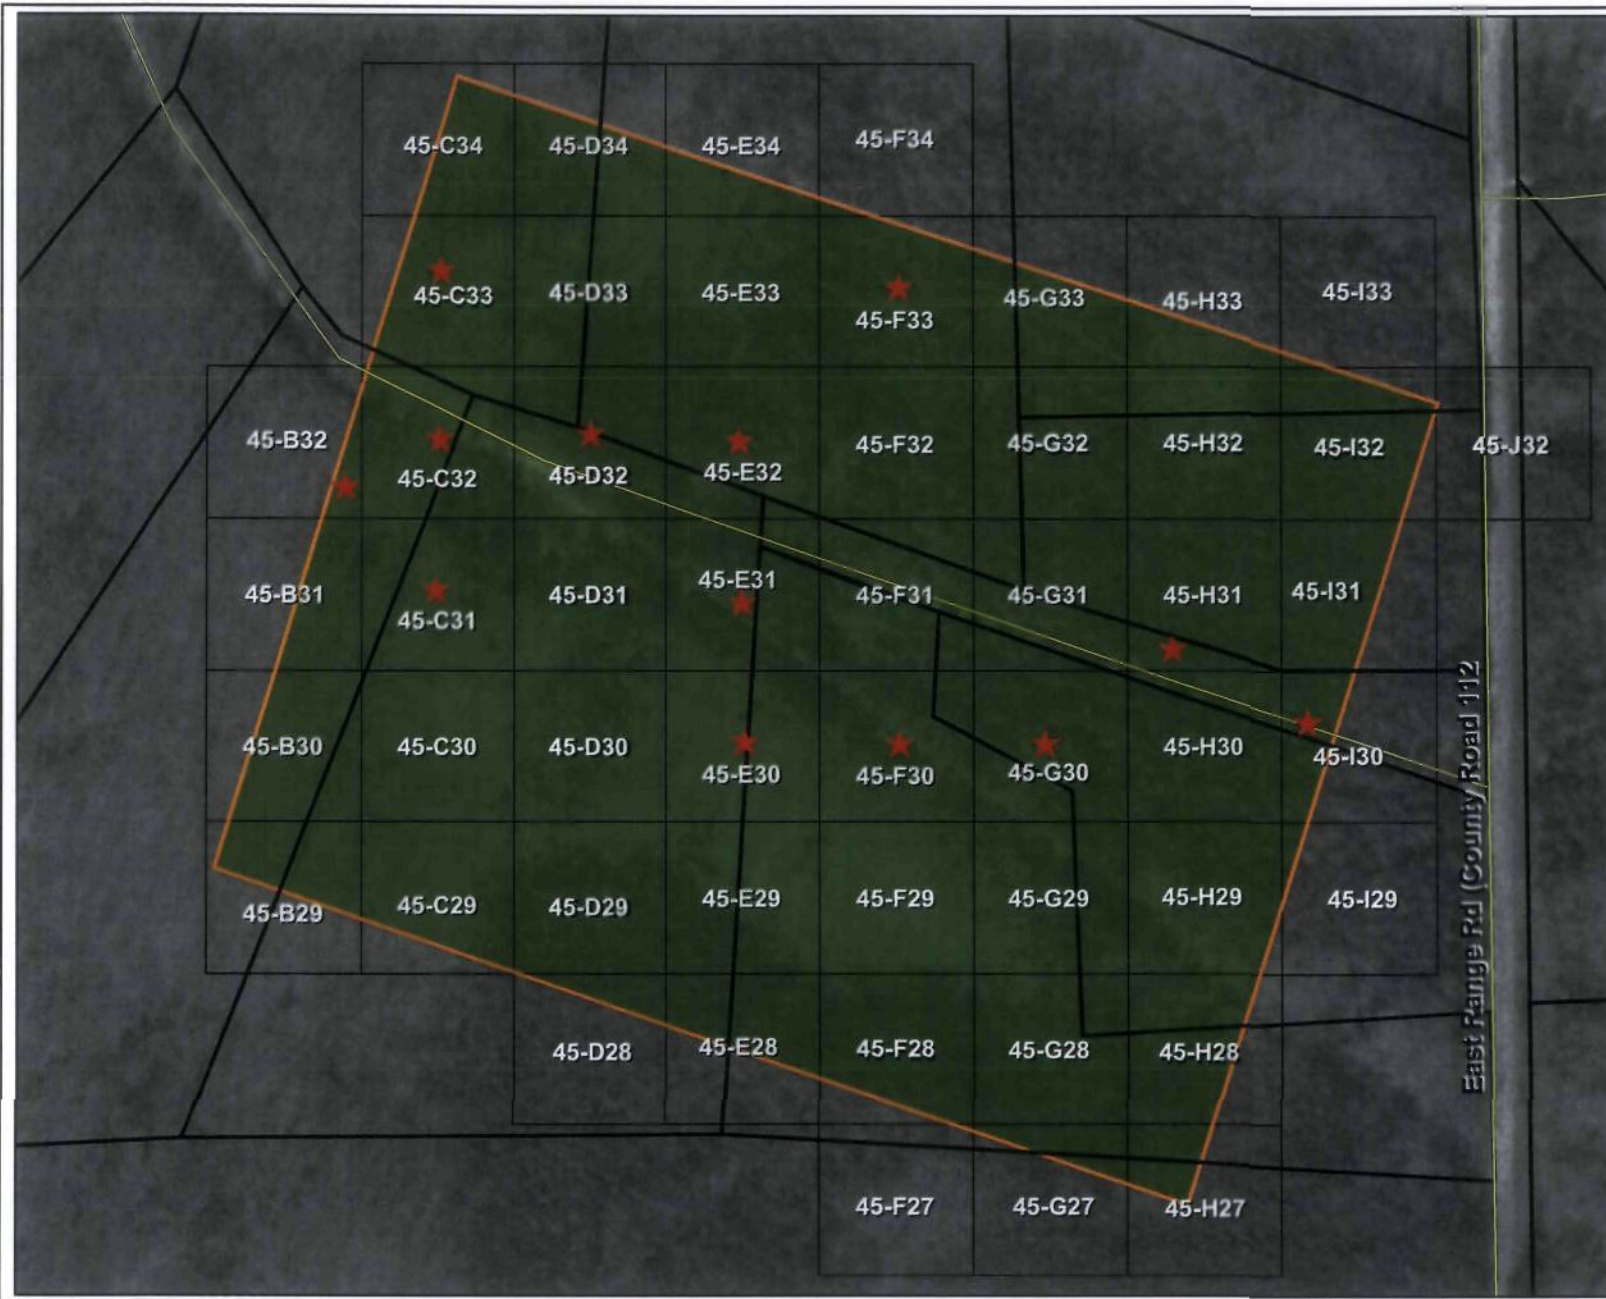 45-C34 45-D34 45-E34 45-F34
45-C33 45-D33 45-E33 45-F33 45-G33 45-H33 45-I33
45-B32 45-C32 45-D32 45-E32 45-F32 45-G32 45-H32 45-I32 45-J32
45-B31 45-C31 45-D31 45-E31 45-F31 45-G31 45-H31 45-I31
45-B30 45-C30 45-D30 45-E30 45-F30 45-G30 45-H30 45-I30
45-B29 45-C29 45-D29 45-E29 45-F29 45-G29 45-H29 45-I29
45-D28 45-E28 45-F28 45-G28 45-H28
45-F27 45-G27 45-H27
East Range Rd (County Road 112